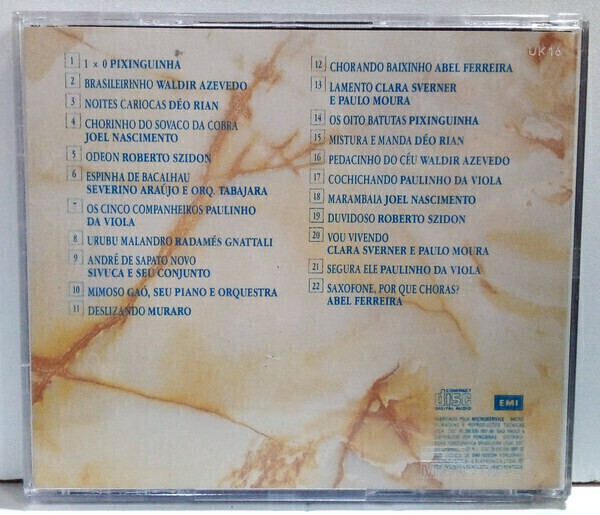 1 1 x 0 PIXINGUINHA
2 BRASILEIRINHO WALDIR AZEVEDO
3 NOITES CARIOCAS DÉO RIAN
4 CHORINHO DO SOVACO DA COBRA
JOEL NASCIMENTO
5 ODEON ROBERTO SZIDON
6 ESPINHA DE BACALHAU
SEVERINO ARAÚJO E ORQ. TABAJARA
7 OS CINCO COMPANHEIROS PAULINHO
DA VIOLA
8 URUBU MALANDRO RADAMÉS GNATTALI
9 ANDRÉ DE SAPATO NOVO
SIVUCA E SEU CONJUNTO
10 MIMOSO GAÓ, SEU PIANO E ORQUESTRA
11 DESLIZANDO MURARO
12 CHORANDO BAIXINHO ABEL FERREIRA
13 LAMENTO CLARA SVERNER
E PAULO MOURA
14 OS OITO BATUTAS PIXINGUINHA
15 MISTURA E MANDA DÉO RIAN
16 PEDACINHO DO CÉU WALDIR AZEVEDO
17 COCHICHANDO PAULINHO DA VIOLA
18 MARAMBAIA JOEL NASCIMENTO
19 DUVIDOSO ROBERTO SZIDON
20 VOU VIVENDO
CLARA SVERNER E PAULO MOURA
21 SEGURA ELE PAULINHO DA VIOLA
22 SAXOFONE, POR QUE CHORAS?
ABEL FERREIRA
UK16
COMPACT
disc
DIGITAL AUDIO
EMI
FABRICADO PELA MICROSERVICE